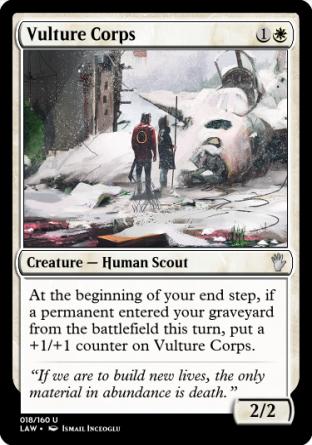 Vulture Corps 1
Creature — Human Scout
At the beginning of your end step, if
a permanent entered your graveyard
from the battlefield this turn, put a
+1/+1 counter on Vulture Corps.
“If we are to build new lives, the only
material in abundance is death.”
2/2
018/160 U
LAW • Ismail Inceoglu